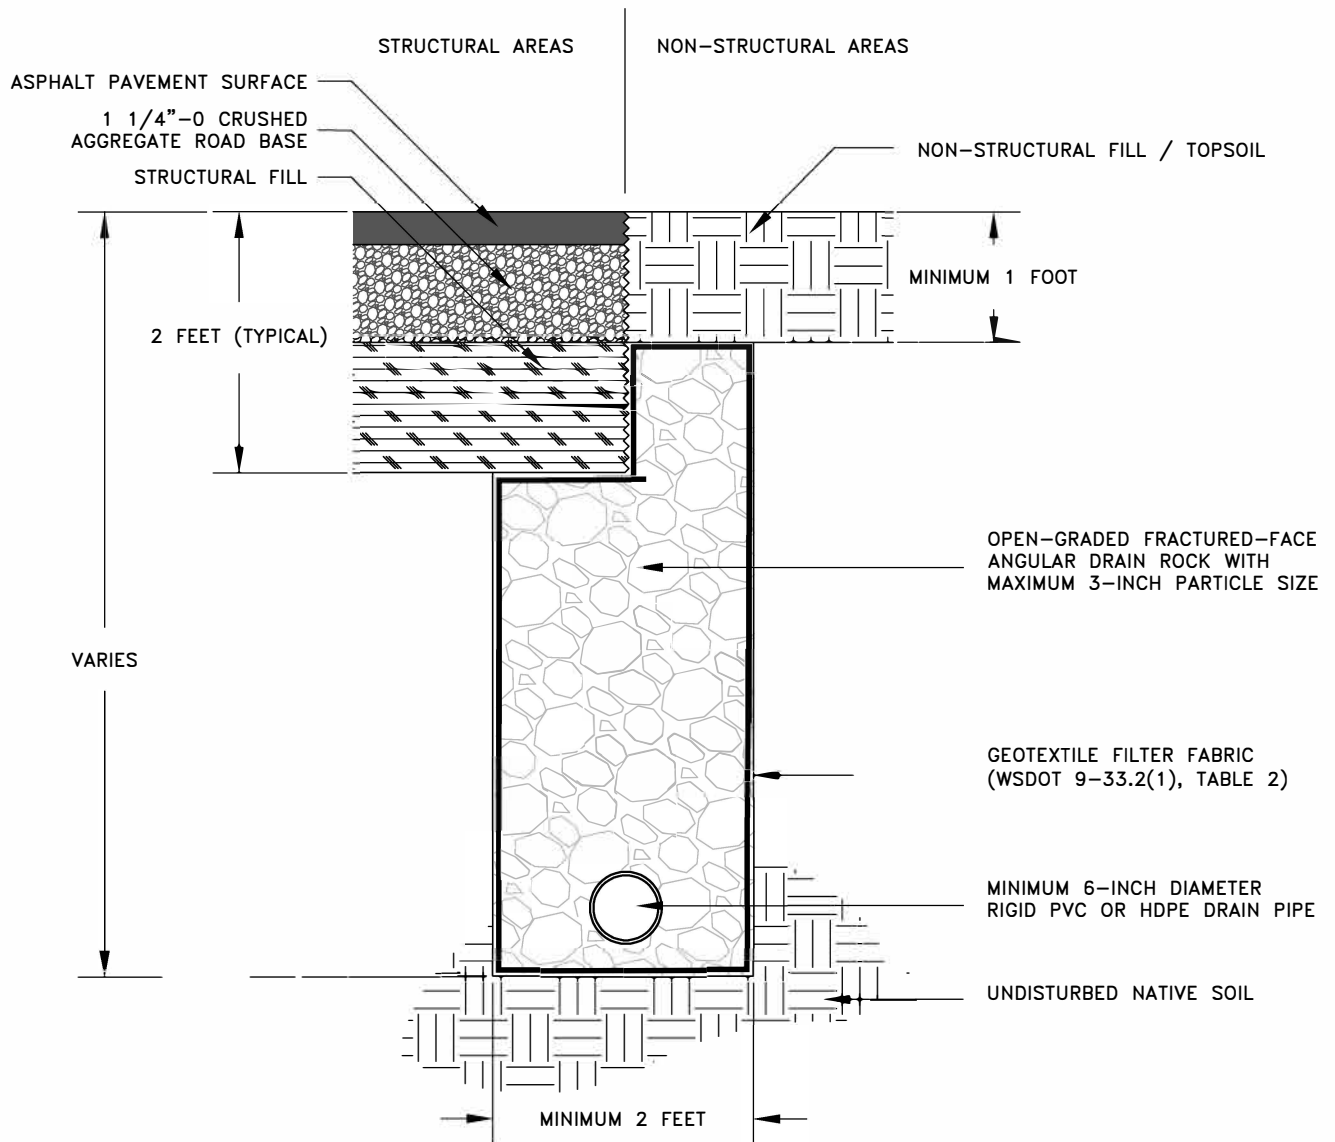 STRUCTURAL AREAS
NON-STRUCTURAL AREAS
ASPHALT PAVEMENT SURFACE
1 1/4"-0 CRUSHED
AGGREGATE ROAD BASE
STRUCTURAL FILL
NON-STRUCTURAL FILL / TOPSOIL
MINIMUM 1 FOOT
2 FEET (TYPICAL)
OPEN-GRADED FRACTURED-FACE
ANGULAR DRAIN ROCK WITH
MAXIMUM 3-INCH PARTICLE SIZE
VARIES
GEOTEXTILE FILTER FABRIC
(WSDOT 9-33.2(1), TABLE 2)
MINIMUM 6-INCH DIAMETER
RIGID PVC OR HDPE DRAIN PIPE
UNDISTURBED NATIVE SOIL
MINIMUM 2 FEET